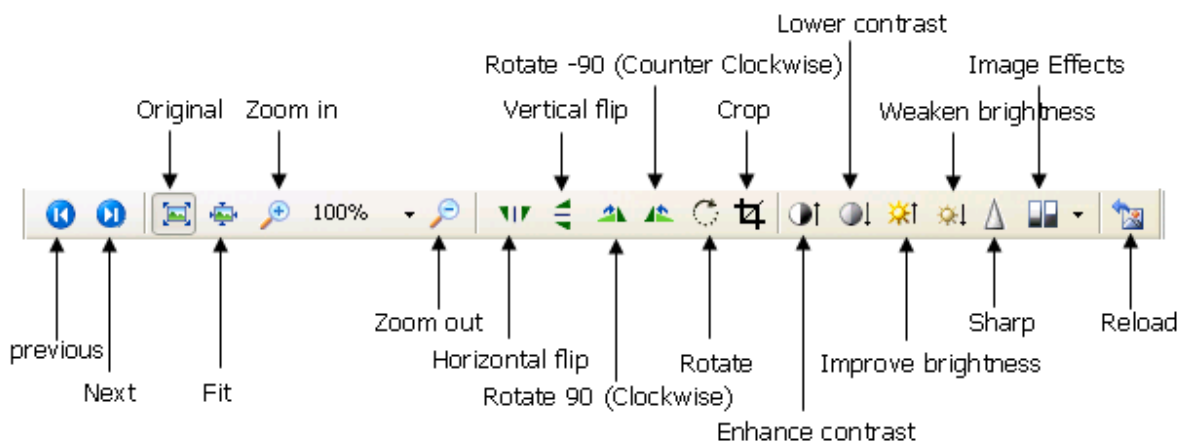 Lower contrast
Rotate -90 (Counter Clockwise)
Image Effects
Original
Zoom in
Vertical flip
Crop
Weaken brightness
100%
Zoom out
Sharp
Reload
previous
Horizontal flip
Rotate
Improve brightness
Next
Fit
Rotate 90 (Clockwise)
Enhance contrast